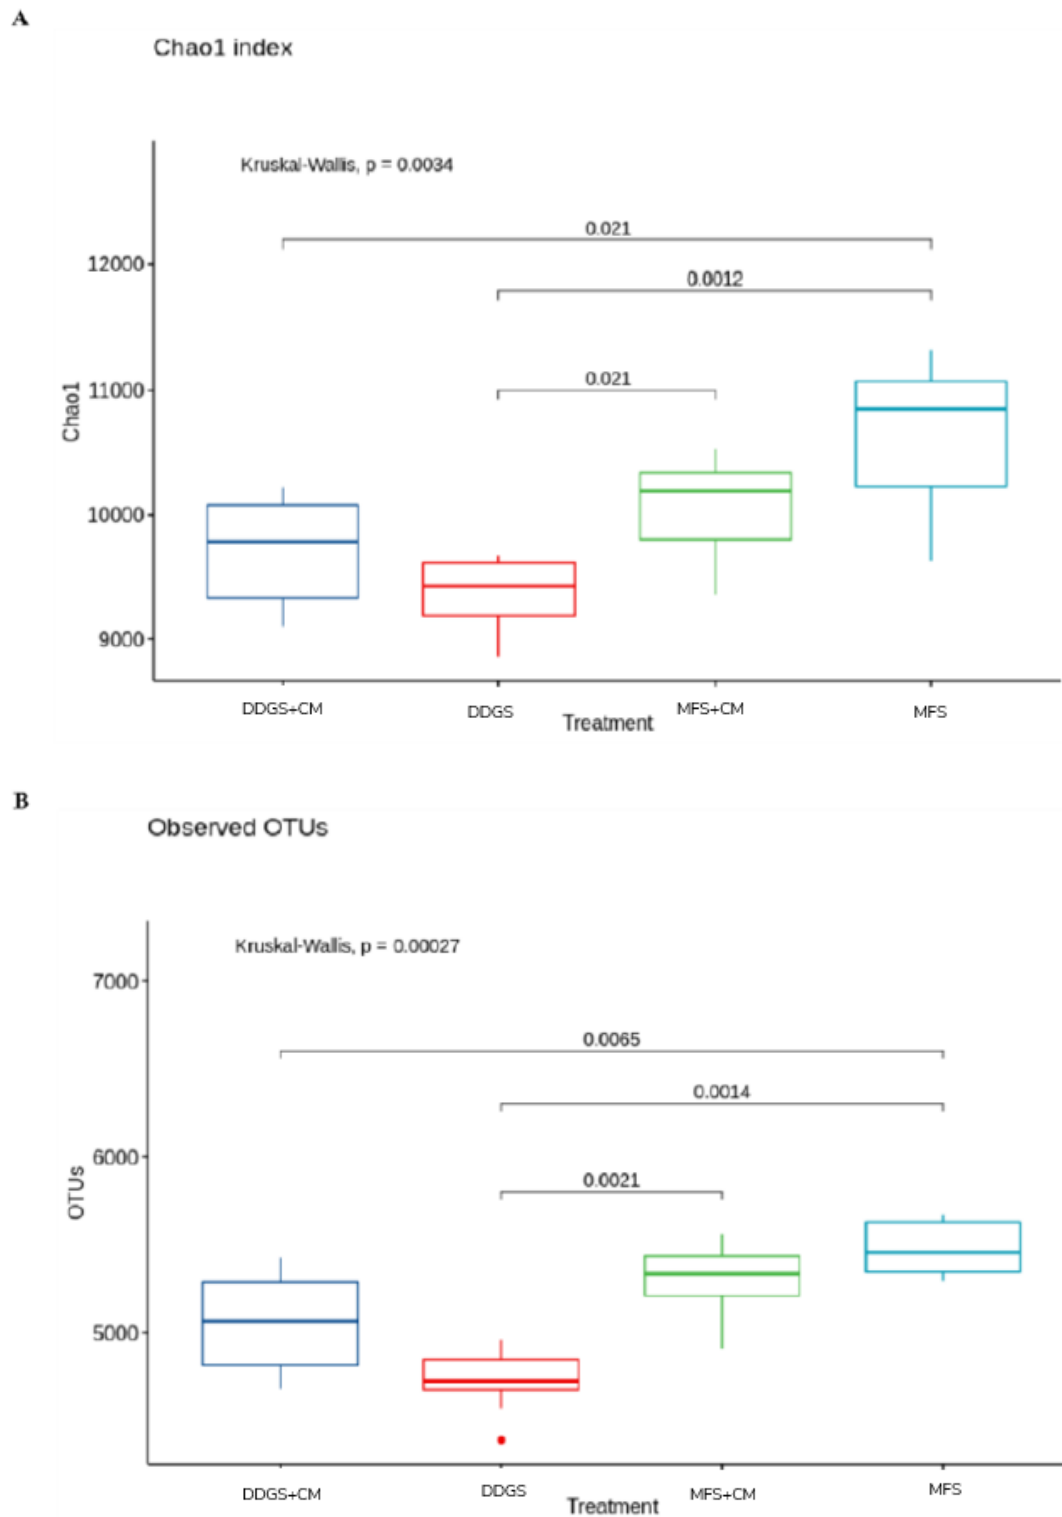 A
Chao1 index
Kruskal-Wallis, p = 0.0034
0.021
12000
0.0012
11000
0.021
Chao1
10000
9000
DDGS+CM DDGS MFS+CM MFS
Treatment
B
Observed OTUs
Kruskal-Wallis, p = 0.00027
7000
0.0065
0.0014
6000
0.0021
OTUs
5000
DDGS+CM DDGS MFS+CM MFS
Treatment